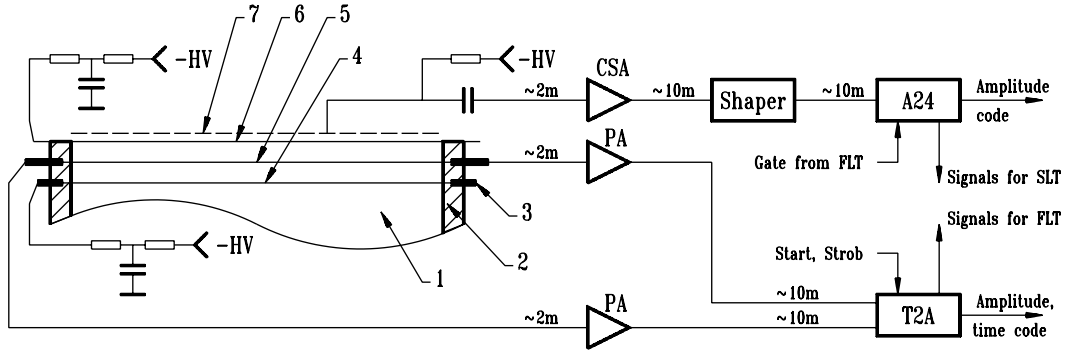 7 6 5
4
-HV
-HV
~2m
CSA
~10m
Shaper
~10m
A24
Amplitude
code
PA
~2m
Gate from FLT
Signals for SLT
3
Signals for FLT
-HV
1
2
Start, Strob
~10m
PA
~2m
~10m
T2A
Amplitude,
time code